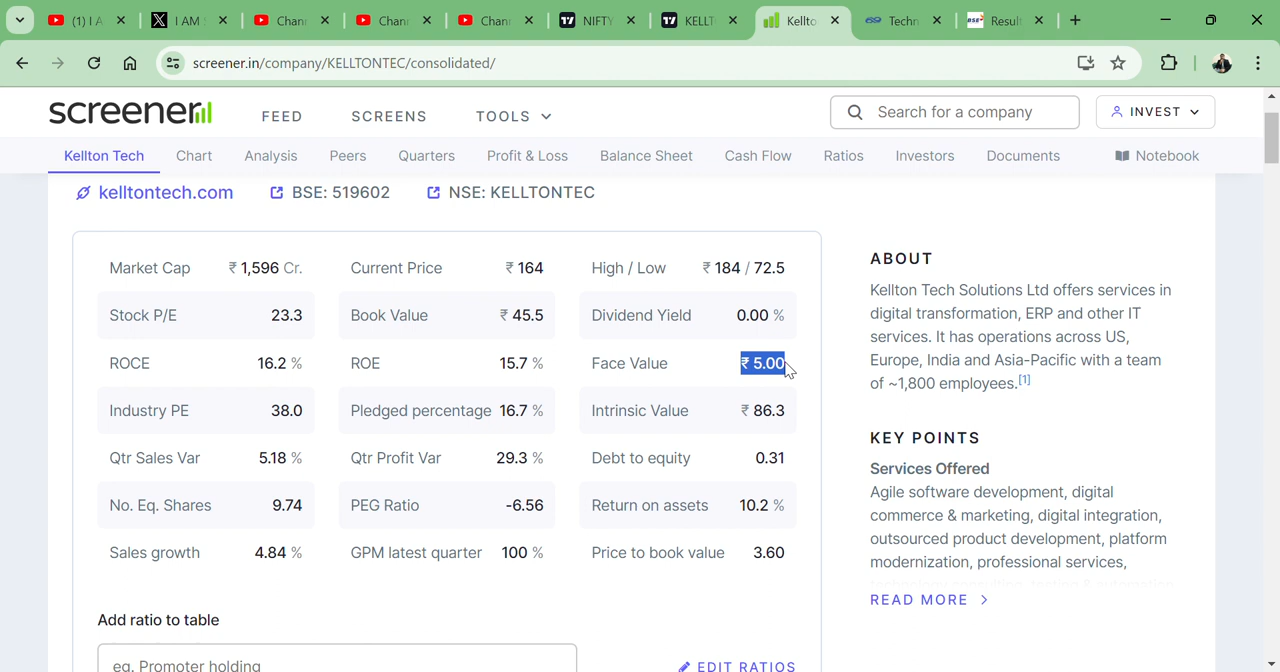 (1) I A
I AM
Chann
Chann
Chann
NIFTY
KELLT
Kellto
Techn
Result
screener.in/company/KELLTONTEC/consolidated/
screener
FEED
SCREENS
TOOLS
Search for a company
INVEST
Kellton Tech
Chart
Analysis
Peers
Quarters
Profit & Loss
Balance Sheet
Cash Flow
Ratios
Investors
Documents
Notebook
kelltontech.com
BSE: 519602
NSE: KELLTONTEC
Market Cap ₹ 1,596 Cr.
Current Price ₹ 164
High / Low ₹ 184 / 72.5
Stock P/E 23.3
Book Value ₹ 45.5
Dividend Yield 0.00 %
ROCE 16.2 %
ROE 15.7 %
Face Value ₹ 5.00
Industry PE 38.0
Pledged percentage 16.7 %
Intrinsic Value ₹ 86.3
Qtr Sales Var 5.18 %
Qtr Profit Var 29.3 %
Debt to equity 0.31
No. Eq. Shares 9.74
PEG Ratio -6.56
Return on assets 10.2 %
Sales growth 4.84 %
GPM latest quarter 100 %
Price to book value 3.60
Add ratio to table
eg. Promoter holding
EDIT RATIOS
ABOUT
Kellton Tech Solutions Ltd offers services in
digital transformation, ERP and other IT
services. It has operations across US,
Europe, India and Asia-Pacific with a team
of ~1,800 employees.[1]
KEY POINTS
Services Offered
Agile software development, digital
commerce & marketing, digital integration,
outsourced product development, platform
modernization, professional services,
technology consulting, testing & automation
READ MORE